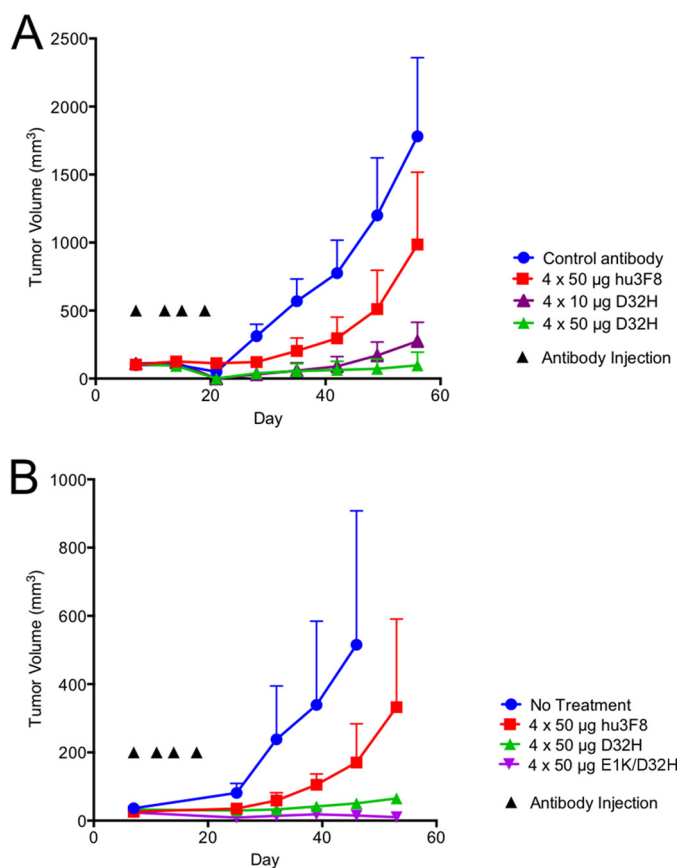 A
2500
2000
1500
1000
500
0
Tumor Volume (mm³)
0
20
40
60
Day
Control antibody
4 x 50 µg hu3F8
4 x 10 µg D32H
4 x 50 µg D32H
Antibody Injection
B
1000
800
600
400
200
0
Tumor Volume (mm³)
0
20
40
60
Day
No Treatment
4 x 50 µg hu3F8
4 x 50 µg D32H
4 x 50 µg E1K/D32H
Antibody Injection